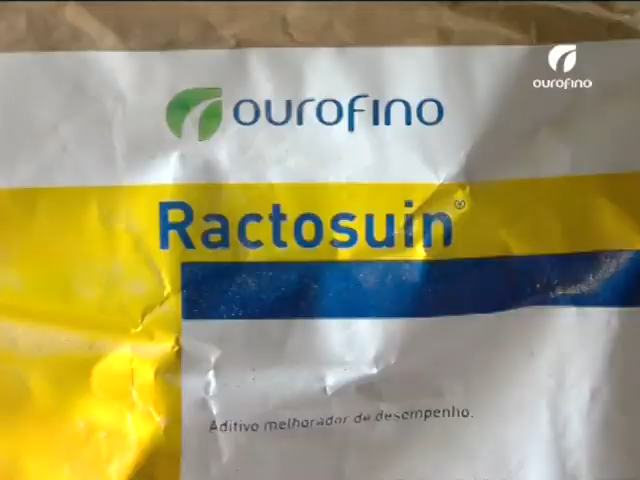 ourofino
ourofino
Ractosuin®
Aditivo melhorador de desempenho.